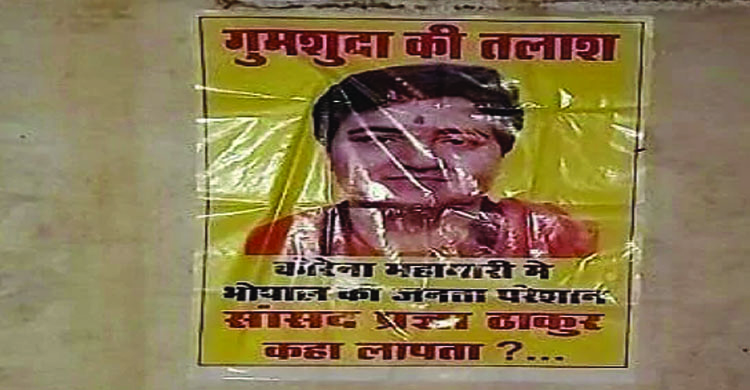 गुमशुदा की तलाश
कोरेना महामारी मे
भोपाल की जनता परेशान
सांसद प्रज्ञा ठाकुर
कहा लापता ?...